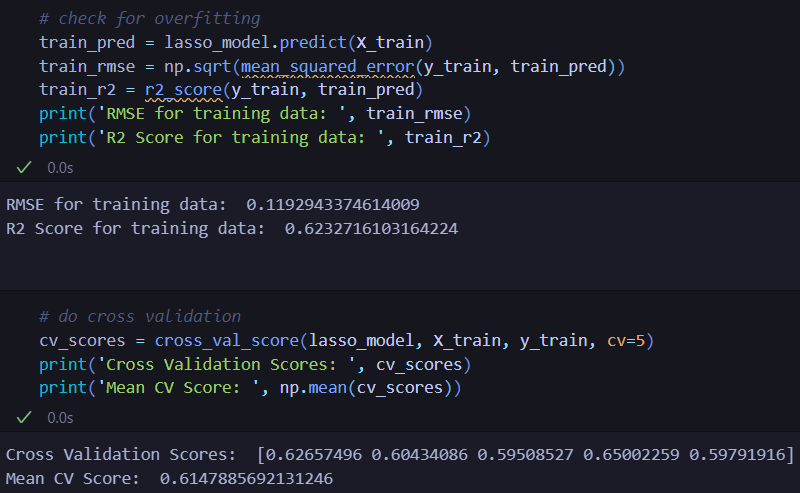 # check for overfitting
train_pred = lasso_model.predict(X_train)
train_rmse = np.sqrt(mean_squared_error(y_train, train_pred))
train_r2 = r2_score(y_train, train_pred)
print('RMSE for training data: ', train_rmse)
print('R2 Score for training data: ', train_r2)
0.0s
RMSE for training data:  0.1192943374614009
R2 Score for training data:  0.6232716103164224
# do cross validation
cv_scores = cross_val_score(lasso_model, X_train, y_train, cv=5)
print('Cross Validation Scores: ', cv_scores)
print('Mean CV Score: ', np.mean(cv_scores))
0.0s
Cross Validation Scores:  [0.62657496 0.60434086 0.59508527 0.65002259 0.59791916]
Mean CV Score:  0.6147885692131246